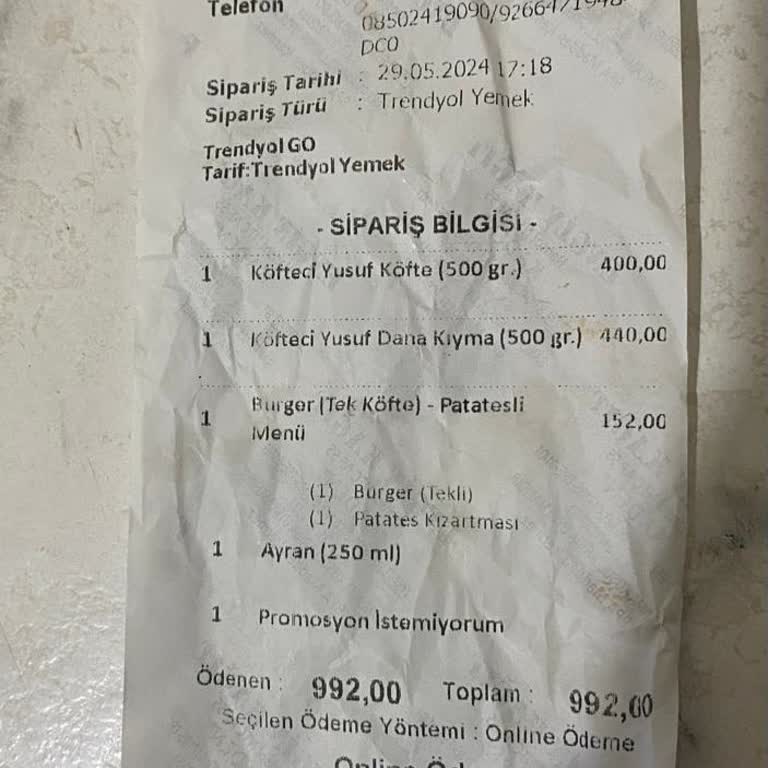 Telefon
08502419090/9266471948-
DCO
Sipariş Tarihi : 29.05.2024 17:18
Sipariş Türü : Trendyol Yemek
Trendyol GO
Tarif:Trendyol Yemek
- SİPARİŞ BİLGİSİ -
1 Köfteci Yusuf Köfte (500 gr.) 400,00
1 Köfteci Yusuf Dana Kıyma (500 gr.) 440,00
1 Burger (Tek Köfte) - Patatesli 152,00
Menü
(1) Burger (Tekli)
(1) Patates Kızartması
1 Ayran (250 ml)
1 Promosyon İstemiyorum
Ödenen : 992,00 Toplam : 992,00
Seçilen Ödeme Yöntemi : Online Ödeme